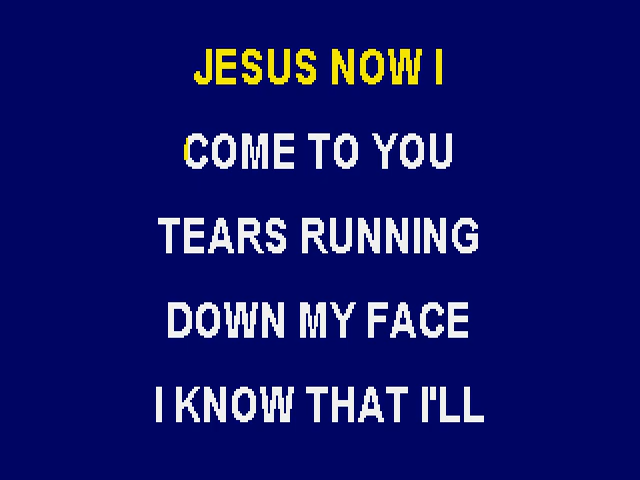 JESUS NOW I
COME TO YOU
TEARS RUNNING
DOWN MY FACE
I KNOW THAT I'LL